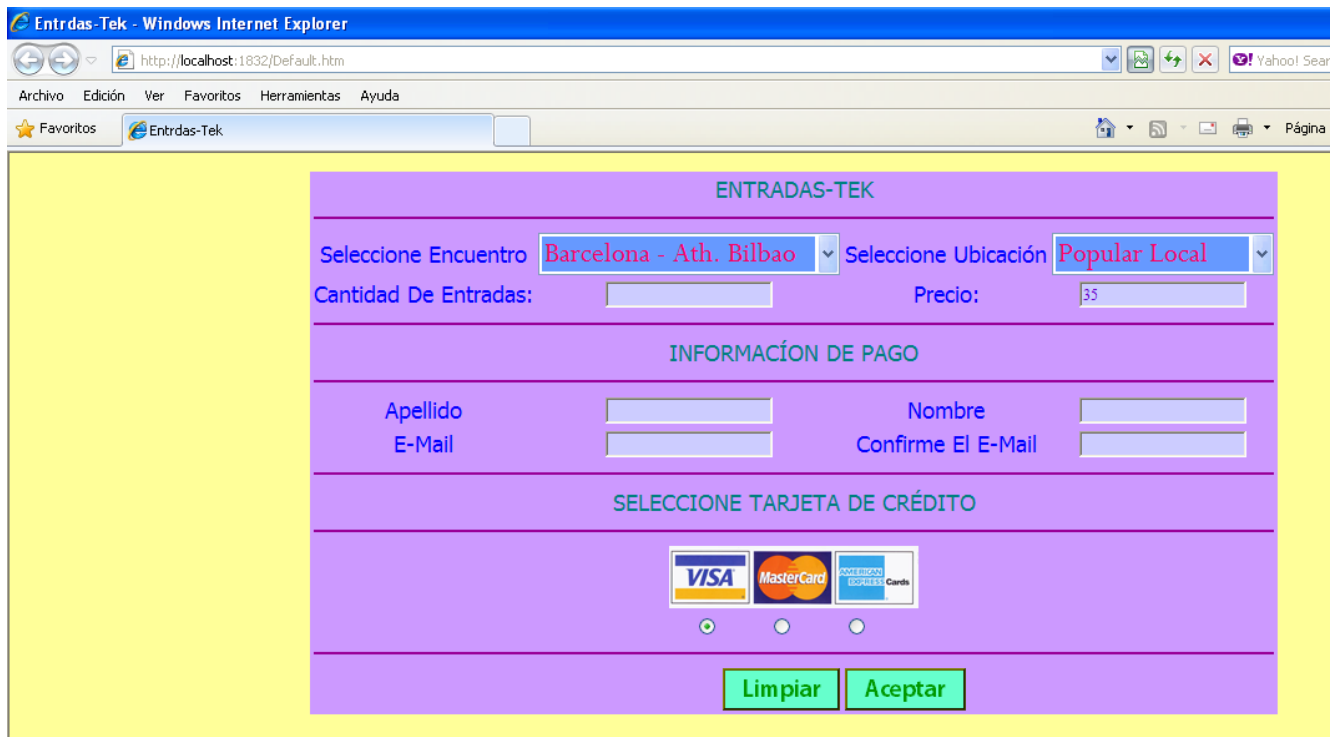 Entrdas-Tek - Windows Internet Explorer
http://localhost:1832/Default.htm
Yahoo! Sear
Archivo Edición Ver Favoritos Herramientas Ayuda
Favoritos Entrdas-Tek Página
ENTRADAS-TEK
Seleccione Encuentro Barcelona - Ath. Bilbao Seleccione Ubicación Popular Local
Cantidad De Entradas: Precio: 35
INFORMACÍON DE PAGO
Apellido Nombre
E-Mail Confirme El E-Mail
SELECCIONE TARJETA DE CRÉDITO
VISA MasterCard AMERICAN EXPRESS Cards
Limpiar Aceptar